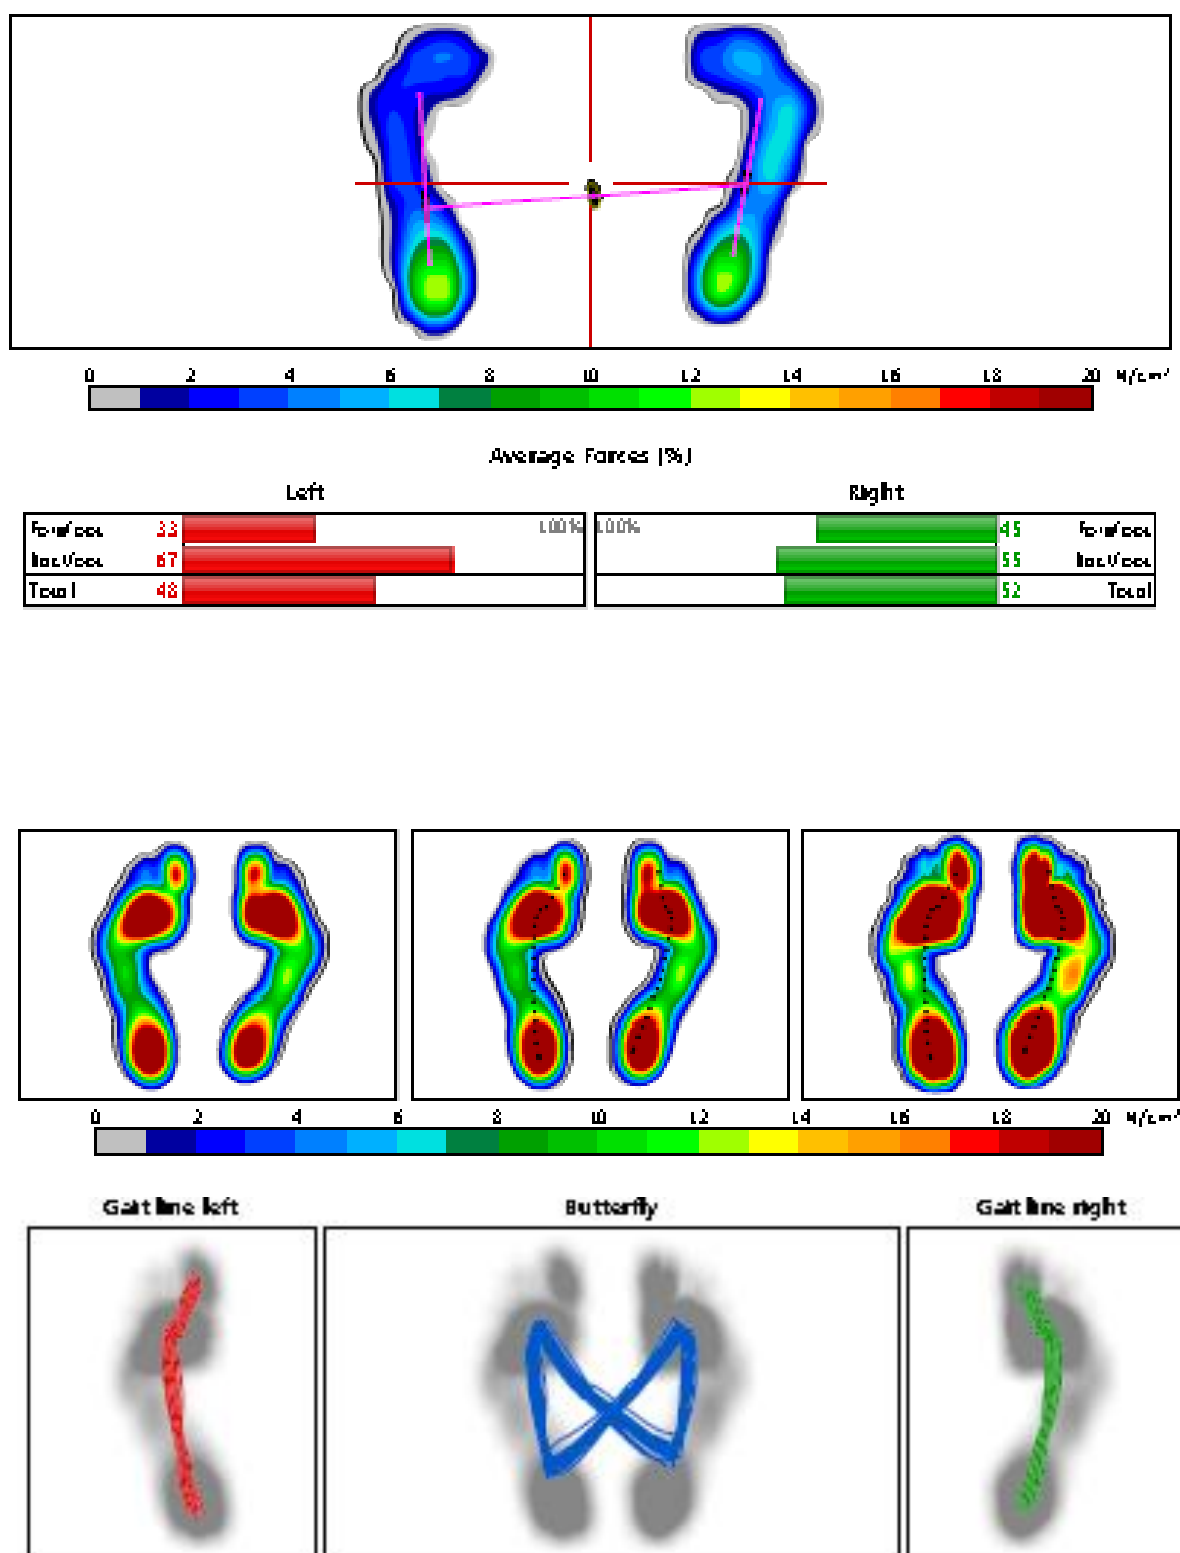 0 2 4 6 8 10 12 14 16 18 20 N/cm²
Average Forces (%)
Left Right
Forefoot 33 100% 100% 45 Forefoot
Backfoot 67 55 Backfoot
Total 48 52 Total
0 2 4 6 8 10 12 14 16 18 20 N/cm²
Gait line left Butterfly Gait line right